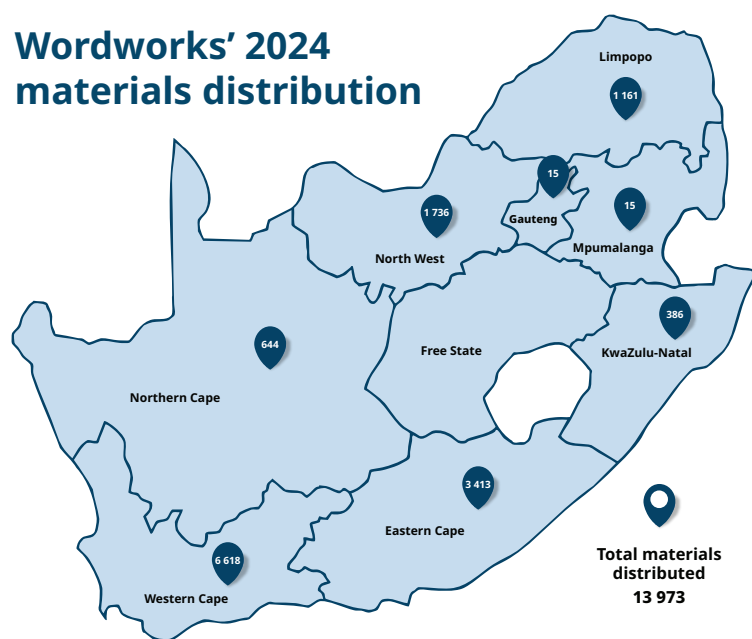 Wordworks’ 2024
materials distribution
Limpopo
1 161
15
15
Gauteng
Mpumalanga
1 736
North West
386
KwaZulu-Natal
644
Free State
Northern Cape
3 413
Eastern Cape
6 618
Western Cape
Total materials
distributed
13 973